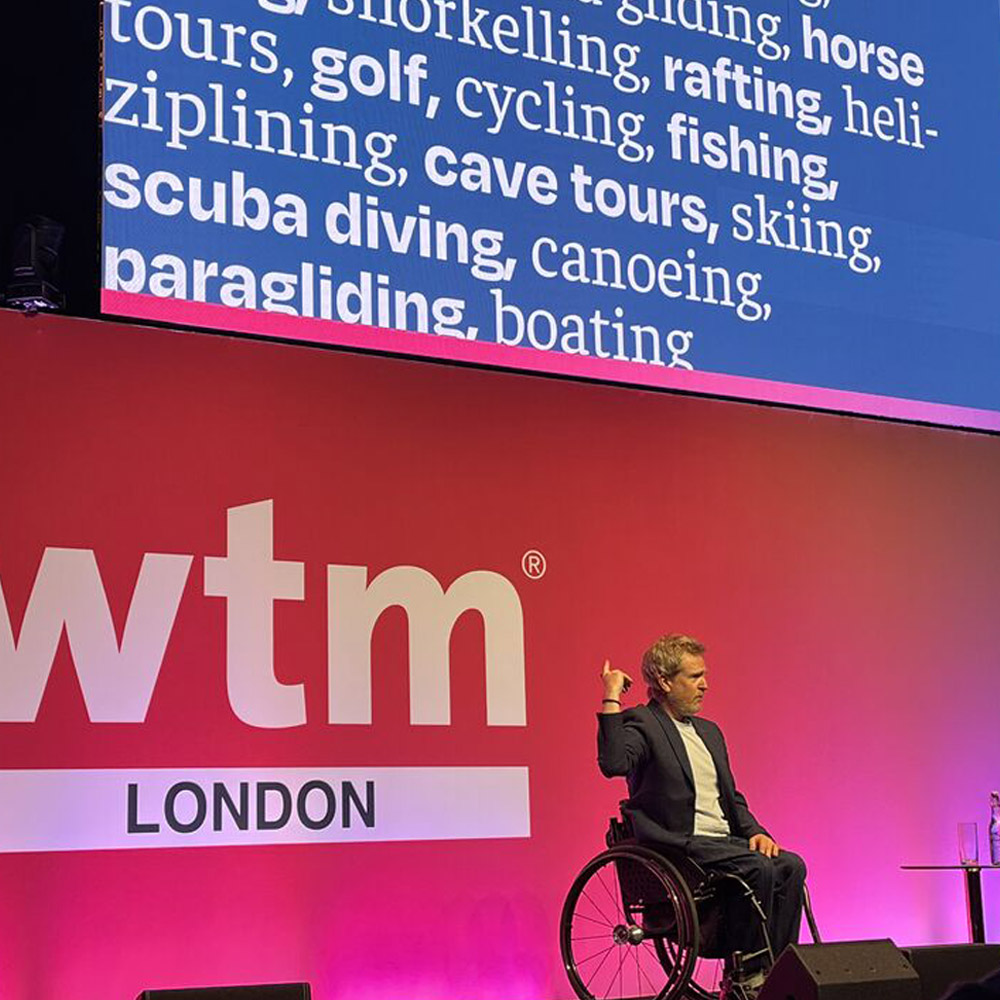 snorkelling, gliding, horse
tours, golf, cycling, rafting, heli-
ziplining, cave tours, fishing,
scuba diving, canoeing, skiing,
paragliding, boating
wtm®
LONDON